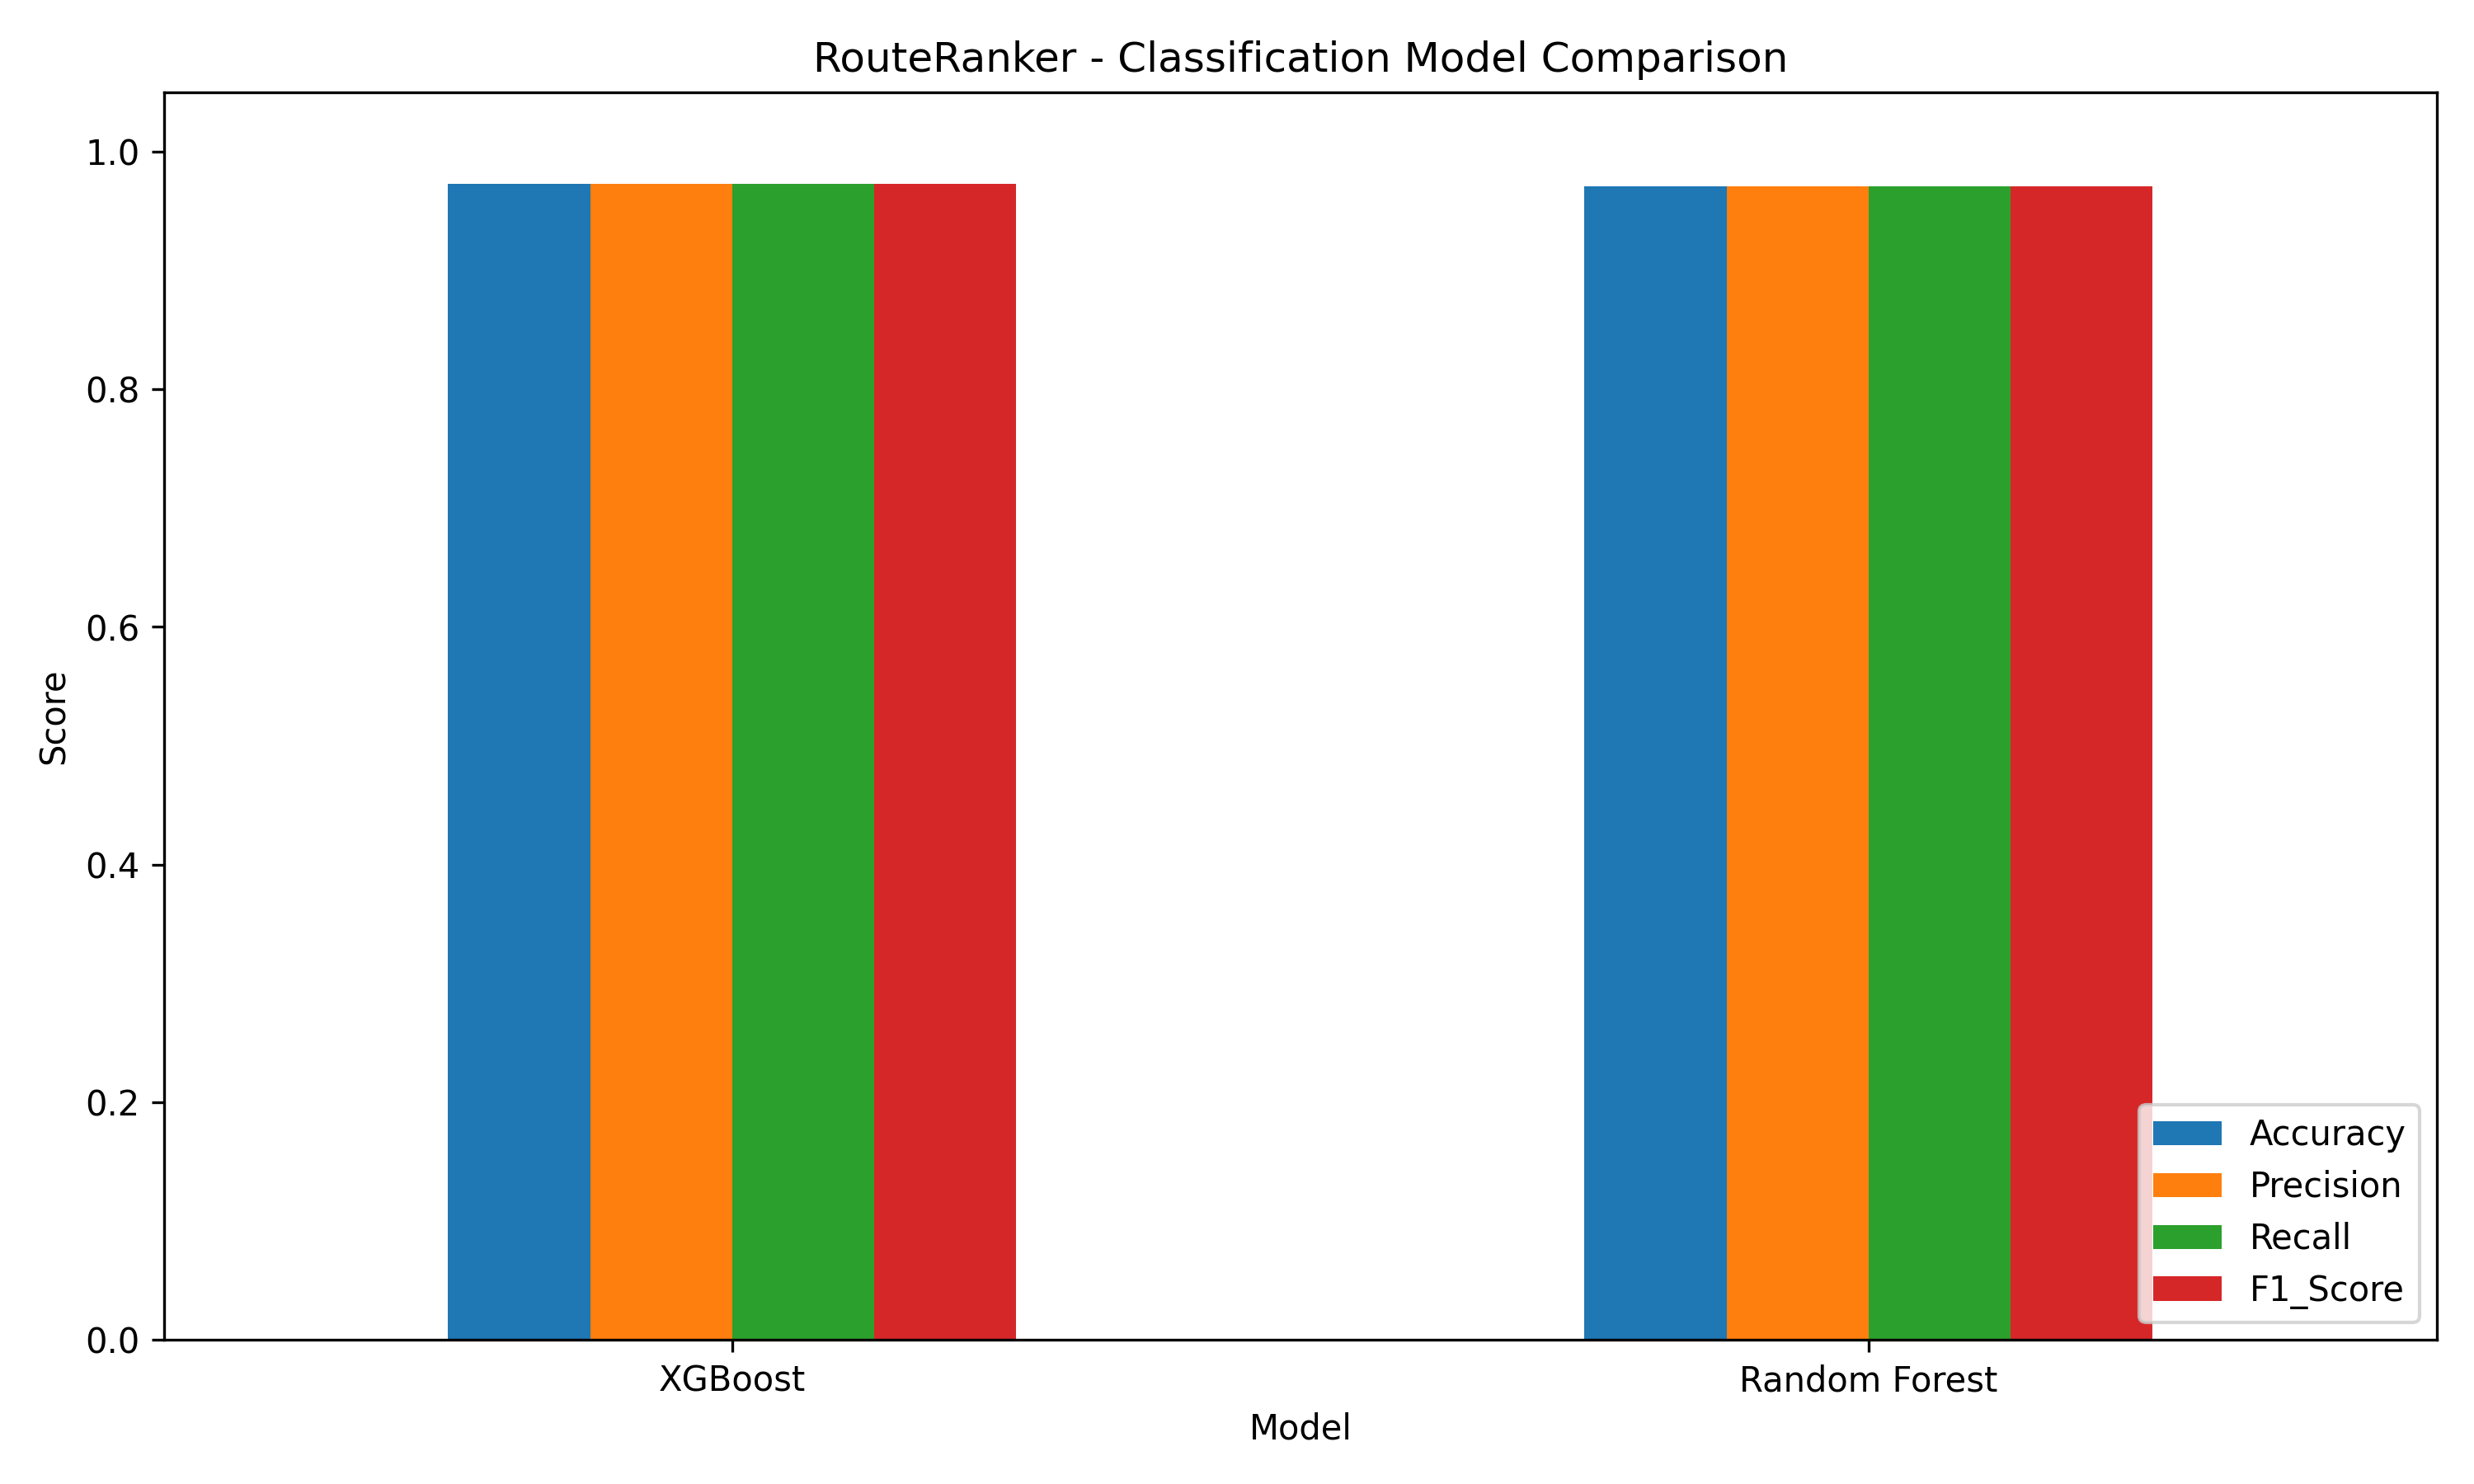 RouteRanker - Classification Model Comparison
Score
1.0
0.8
0.6
0.4
0.2
0.0
XGBoost
Random Forest
Model
Accuracy
Precision
Recall
F1_Score